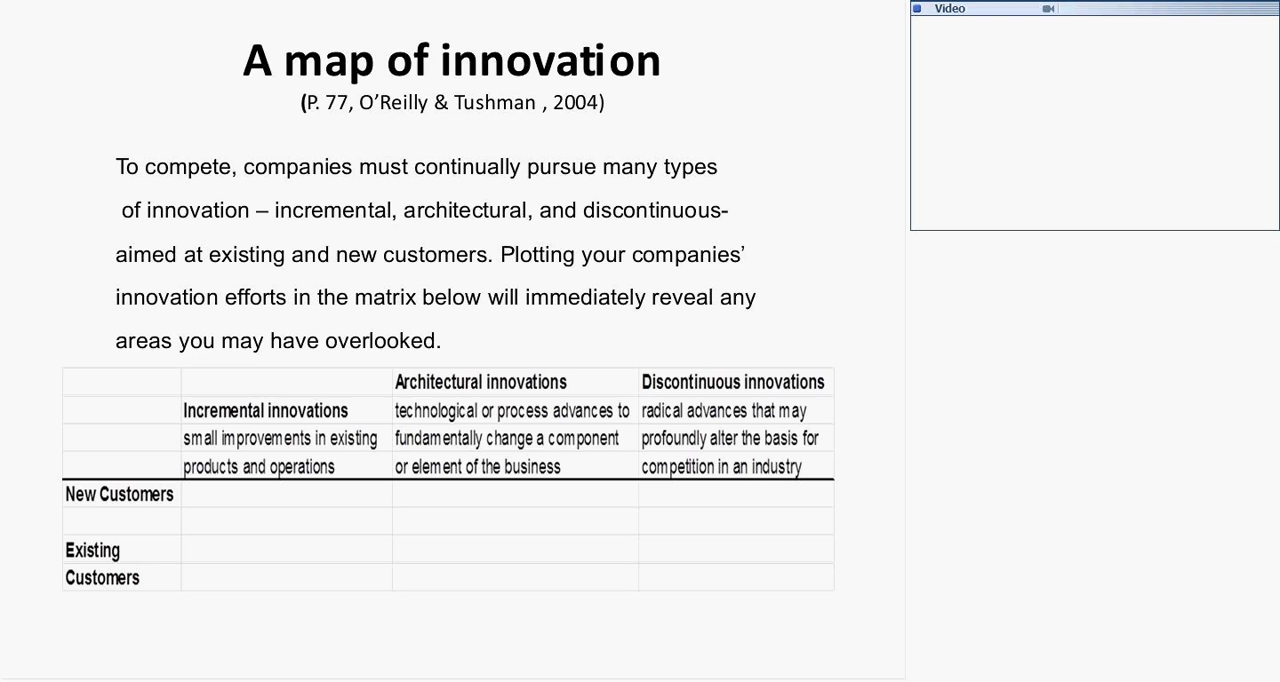 A map of innovation
(P. 77, O’Reilly & Tushman , 2004)
To compete, companies must continually pursue many types
of innovation – incremental, architectural, and discontinuous-
aimed at existing and new customers. Plotting your companies’
innovation efforts in the matrix below will immediately reveal any
areas you may have overlooked.
Architectural innovations Discontinuous innovations
Incremental innovations technological or process advances to radical advances that may
small improvements in existing fundamentally change a component profoundly alter the basis for
products and operations or element of the business competition in an industry
New Customers
Existing
Customers
Video